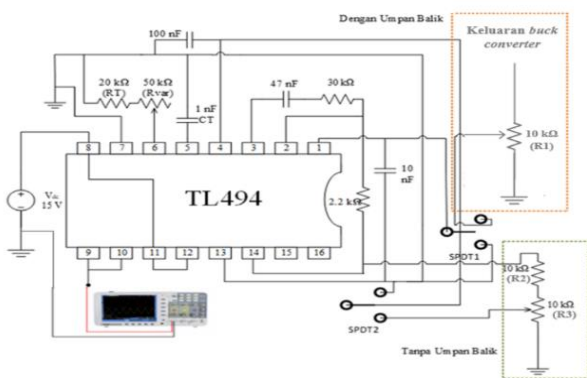 Dengan Umpan Balik
100 nF
Keluaran buck
converter
20 kΩ
(RT)
50 kΩ
(Rvar)
1 nF
CT
47 nF
30 kΩ
10 kΩ
(R1)
8
7
6
5
4
3
2
1
TL494
Vdc
15 V
10
nF
2.2 kΩ
9
10
11
12
13
14
15
16
SPDT1
10 kΩ
(R2)
10 kΩ
(R3)
SPDT2
Tanpa Umpan Balik